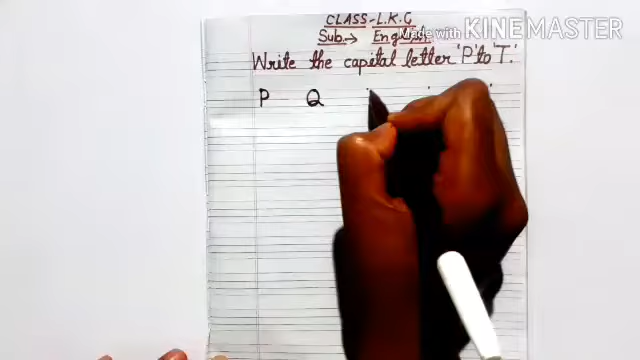 CLASS-L.K.G
Sub.→ English
Made with KINEMASTER
Write the capital letter 'P' to 'T'.
P Q